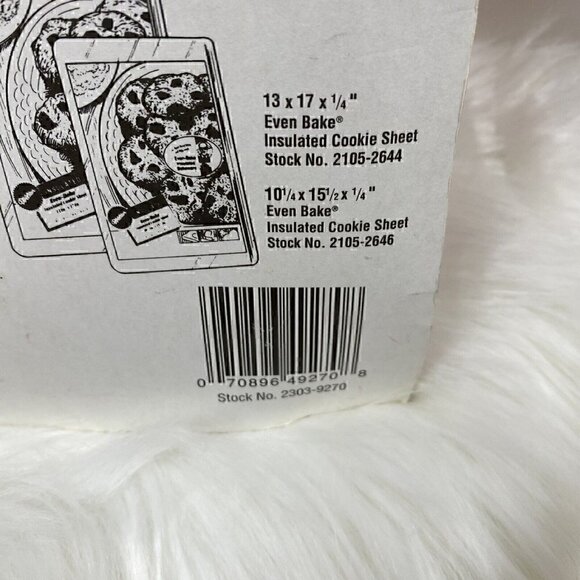 13 x 17 x 1/4"
Even Bake®
Insulated Cookie Sheet
Stock No. 2105-2644
10 1/4 x 15 1/2 x 1/4"
Even Bake®
Insulated Cookie Sheet
Stock No. 2105-2646
0 70896 49270 8
Stock No. 2303-9270